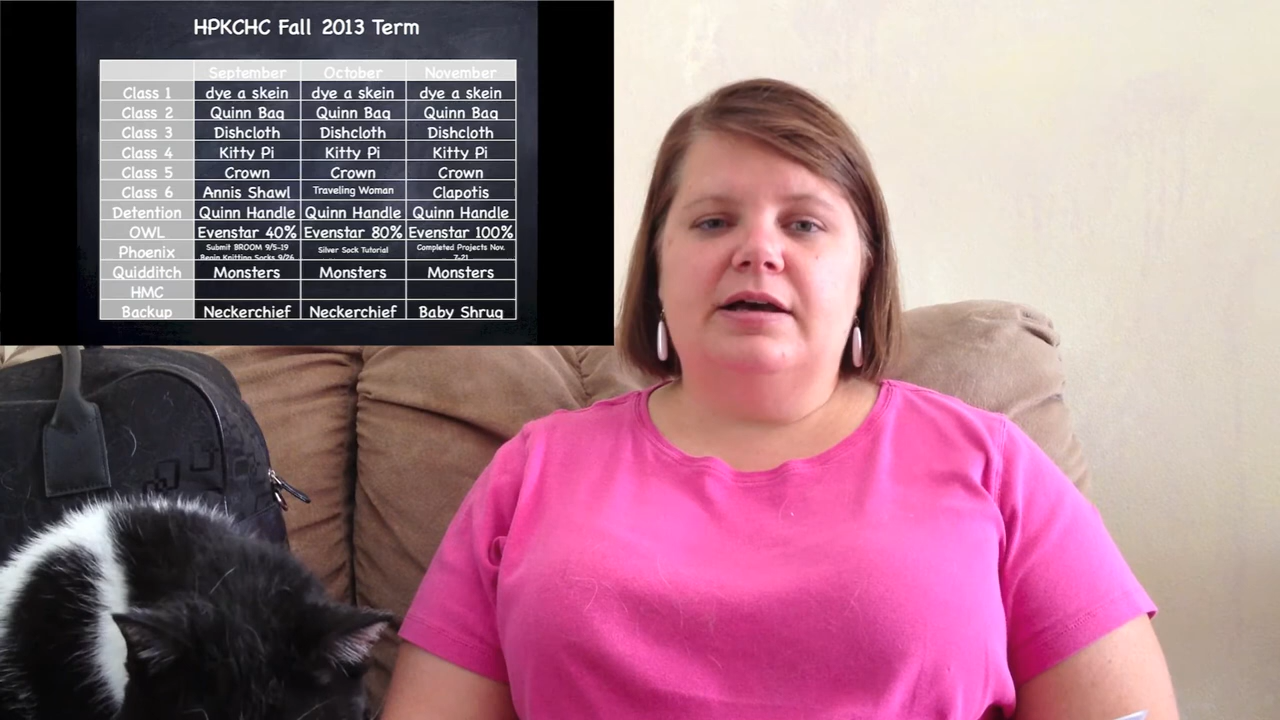 HPKCHC Fall 2013 Term
September October November
Class 1 dye a skein dye a skein dye a skein
Class 2 Quinn Bag Quinn Bag Quinn Bag
Class 3 Dishcloth Dishcloth Dishcloth
Class 4 Kitty Pi Kitty Pi Kitty Pi
Class 5 Crown Crown Crown
Class 6 Annis Shawl Traveling Woman Clapotis
Detention Quinn Handle Quinn Handle Quinn Handle
OWL Evenstar 40% Evenstar 80% Evenstar 100%
Phoenix Submit BROOM 9/5-19 Begin Knitting Socks 9/26 Silver Sock Tutorial Completed Projects Nov. 7-21
Quidditch Monsters Monsters Monsters
HMC
Backup Neckerchief Neckerchief Baby Shrug